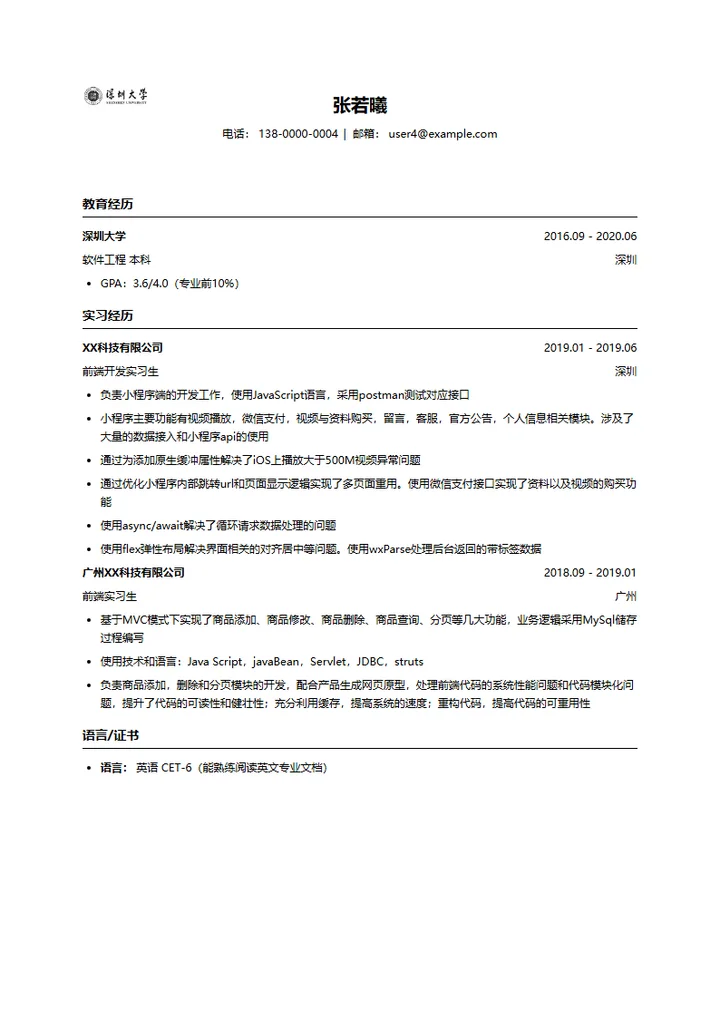 深圳大学
张若曦
电话： 138-0000-0004 | 邮箱： user4@example.com
教育经历
深圳大学 2016.09 - 2020.06
软件工程 本科 深圳
• GPA：3.6/4.0（专业前10%）
实习经历
XX科技有限公司 2019.01 - 2019.06
前端开发实习生 深圳
• 负责小程序端的开发工作，使用JavaScript语言，采用postman测试对应接口
• 小程序主要功能有视频播放，微信支付，视频与资料购买，留言，客服，官方公告，个人信息相关模块。涉及了
大量的数据接入和小程序api的使用
• 通过为添加原生缓冲属性解决了iOS上播放大于500M视频异常问题
• 通过优化小程序内部跳转url和页面显示逻辑实现了多页面重用。使用微信支付接口实现了资料以及视频的购买功
能
• 使用async/await解决了循环请求数据处理的问题
• 使用flex弹性布局解决界面相关的对齐居中等问题。使用wxParse处理后台返回的带标签数据
广州XX科技有限公司 2018.09 - 2019.01
前端实习生 广州
• 基于MVC模式下实现了商品添加、商品修改、商品删除、商品查询、分页等几大功能，业务逻辑采用MySql储存
过程编写
• 使用技术和语言：Java Script，javaBean，Servlet，JDBC，struts
• 负责商品添加，删除和分页模块的开发，配合产品生成网页原型，处理前端代码的系统性能问题和代码模块化问
题，提升了代码的可读性和健壮性；充分利用缓存，提高系统的速度；重构代码，提高代码的可重用性
语言/证书
• 语言： 英语 CET-6（能熟练阅读英文专业文档）